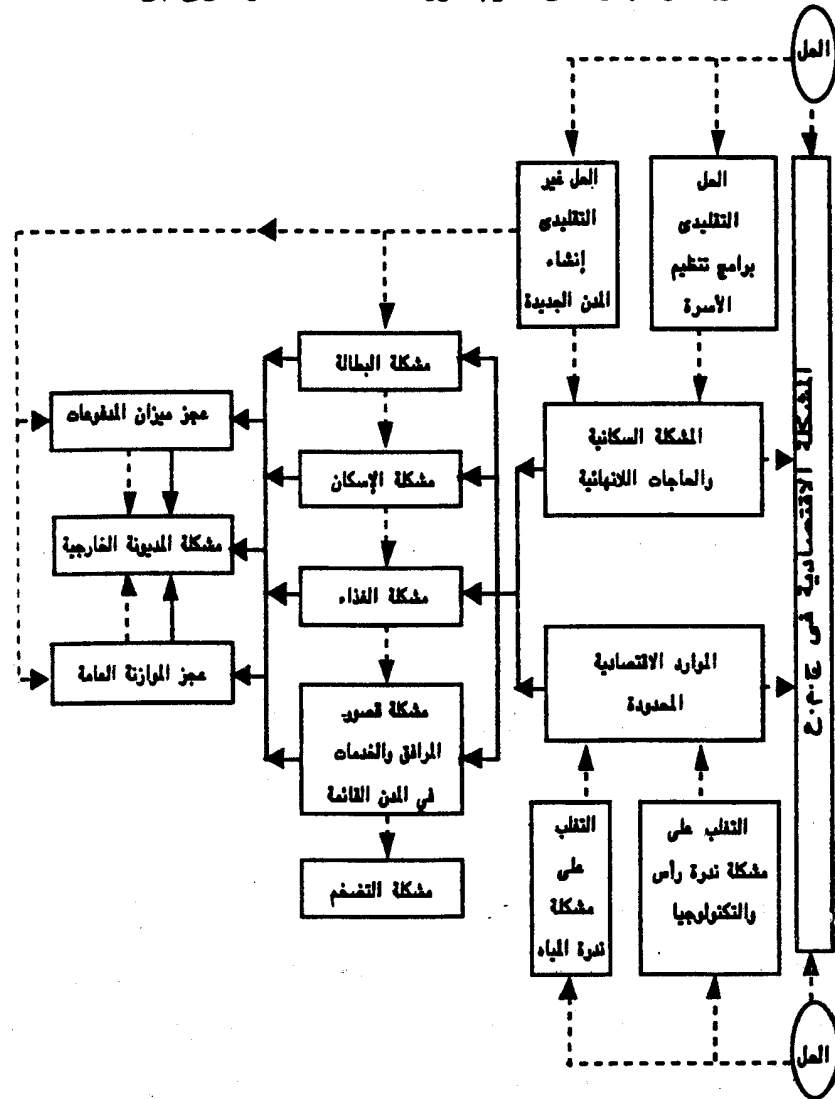 الحل
الحل غير
التقليدى
إنشاء
المدن الجديدة
الحل
التقليدى
برامج تنظيم
الأسرة
المشكلة الاقتصادية فى ج.م.ع
مشكلة البطالة
عجز ميزان المدفوعات
المشكلة السكانية
والحاجات اللانهائية
مشكلة الإسكان
مشكلة المديونة الخارجية
مشكلة الغذاء
عجز الموازنة العامة
الموارد الاقتصادية
المحدودة
مشكلة قصور
المرافق والخدمات
في المدن القائمة
التغلب على
مشكلة ندرة رأس
والتكنولوجيا
التغلب
على
مشكلة
ندرة المياه
مشكلة التضخم
الحل